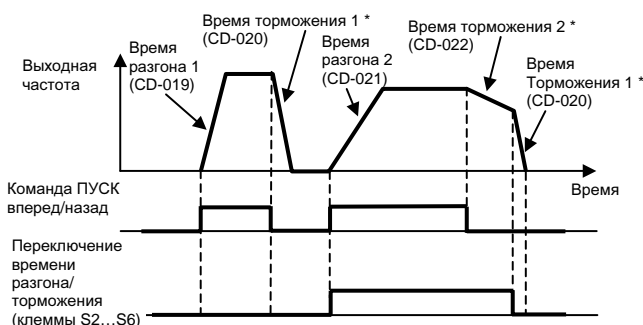 Выходная
частота
Время
разгона 1
(CD-019)
Время торможения 1 *
(CD-020)
Время
разгона 2
(CD-021)
Время торможения 2 *
(CD-022)
Время
Торможения 1 *
(CD-020)
Время
Команда ПУСК
вперед/назад
Переключение
времени
разгона/
торможения
(клеммы S2...S6)